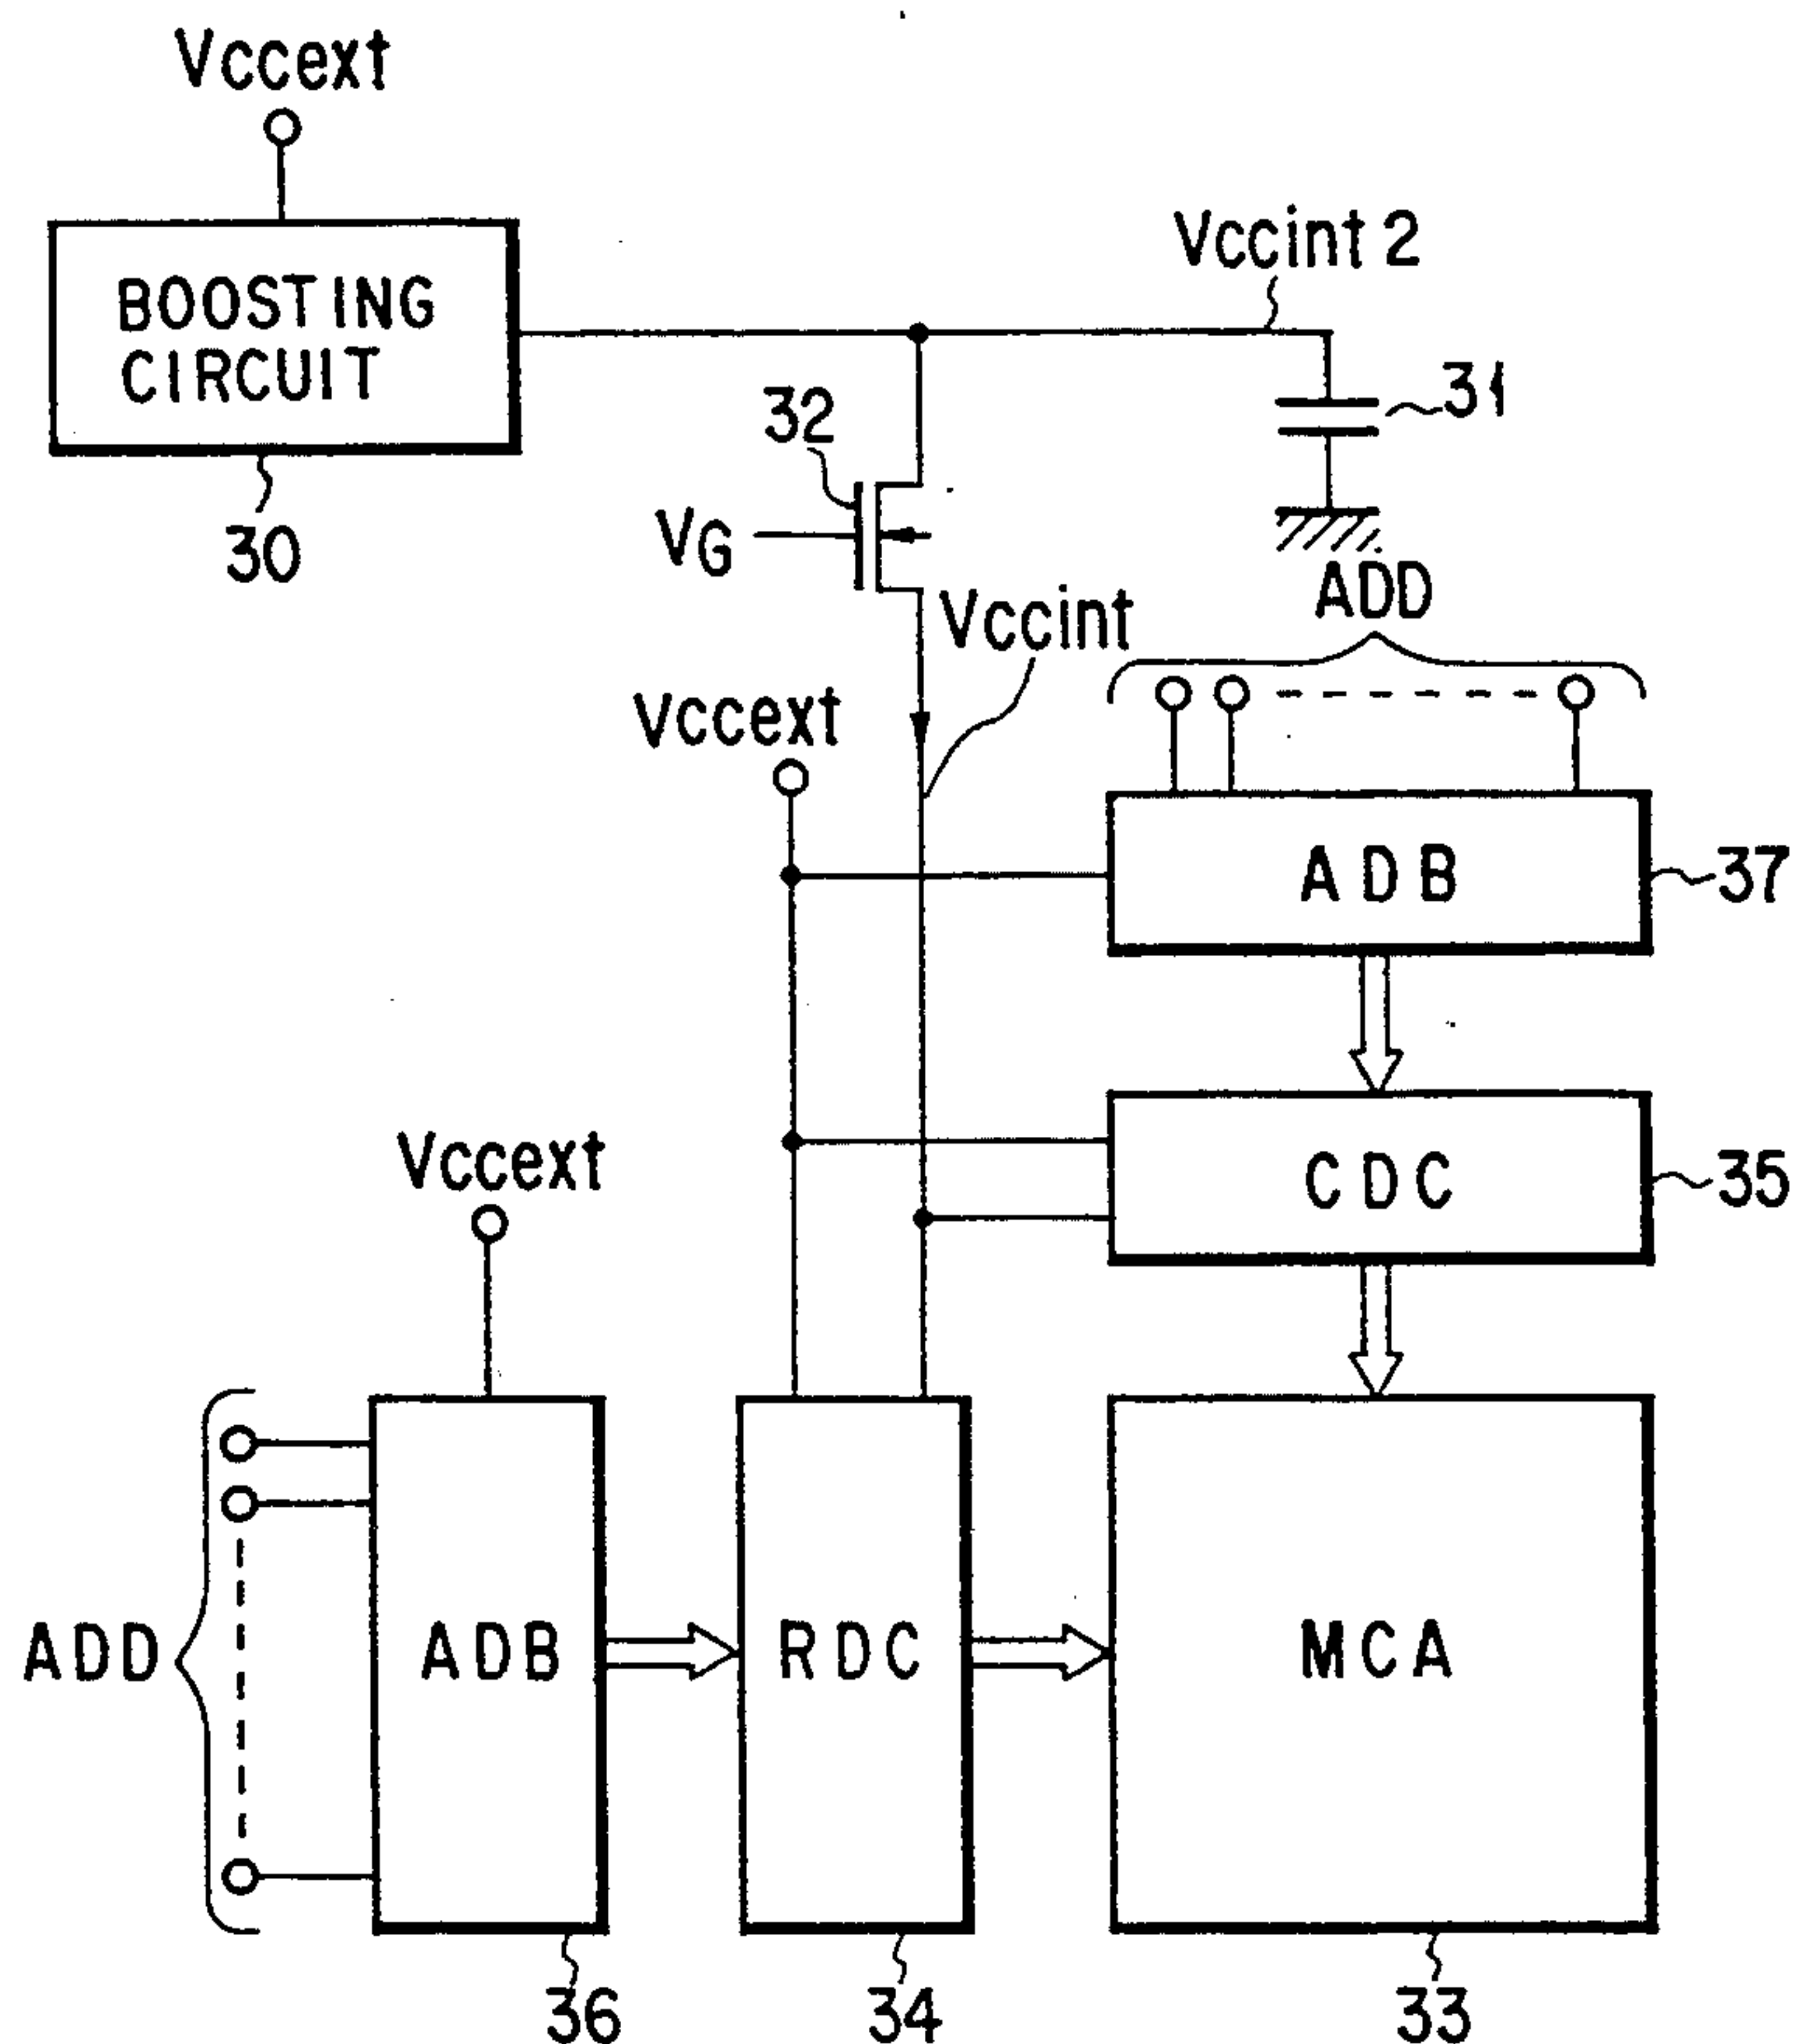 Vccext
BOOSTING
CIRCUIT
30
Vccint 2
31
32
VG
Vccint
ADD
Vccext
ADB
37
CDC
35
Vccext
ADD
ADB
RDC
MCA
36
34
33